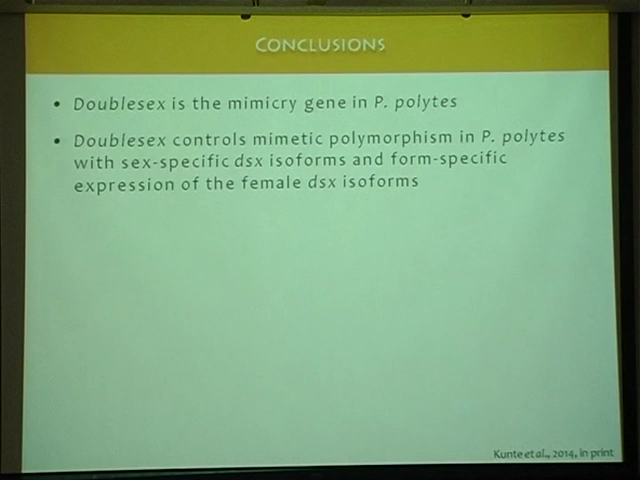 CONCLUSIONS
• Doublesex is the mimicry gene in P. polytes
• Doublesex controls mimetic polymorphism in P. polytes
with sex-specific dsx isoforms and form-specific
expression of the female dsx isoforms
Kunte et al., 2014, in print